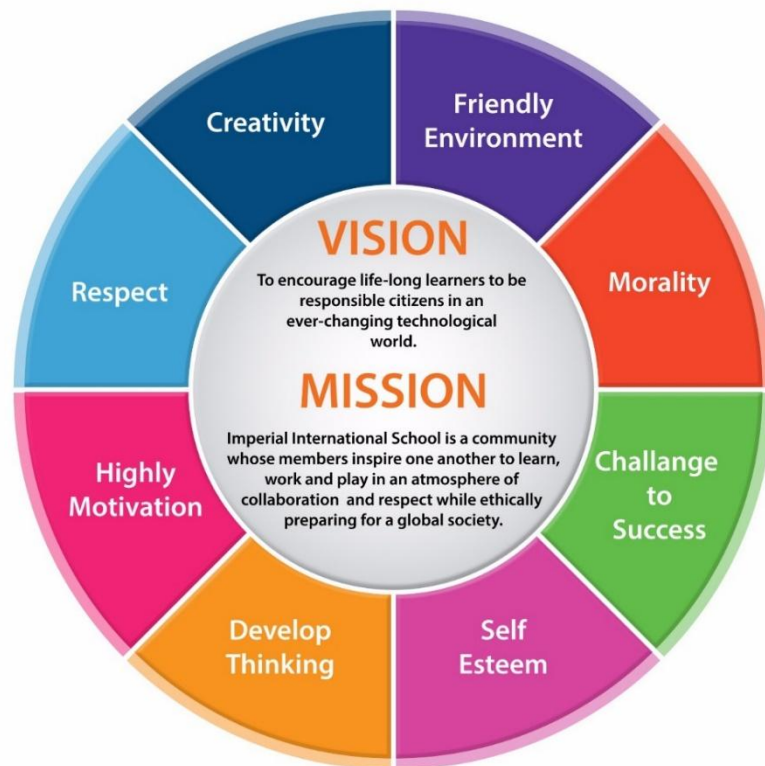 Creativity
Friendly
Environment
Morality
Challange
to
Success
Self
Esteem
Develop
Thinking
Highly
Motivation
Respect
VISION
To encourage life-long learners to be
responsible citizens in an
ever-changing technological
world.
MISSION
Imperial International School is a community
whose members inspire one another to learn,
work and play in an atmosphere of
collaboration and respect while ethically
preparing for a global society.